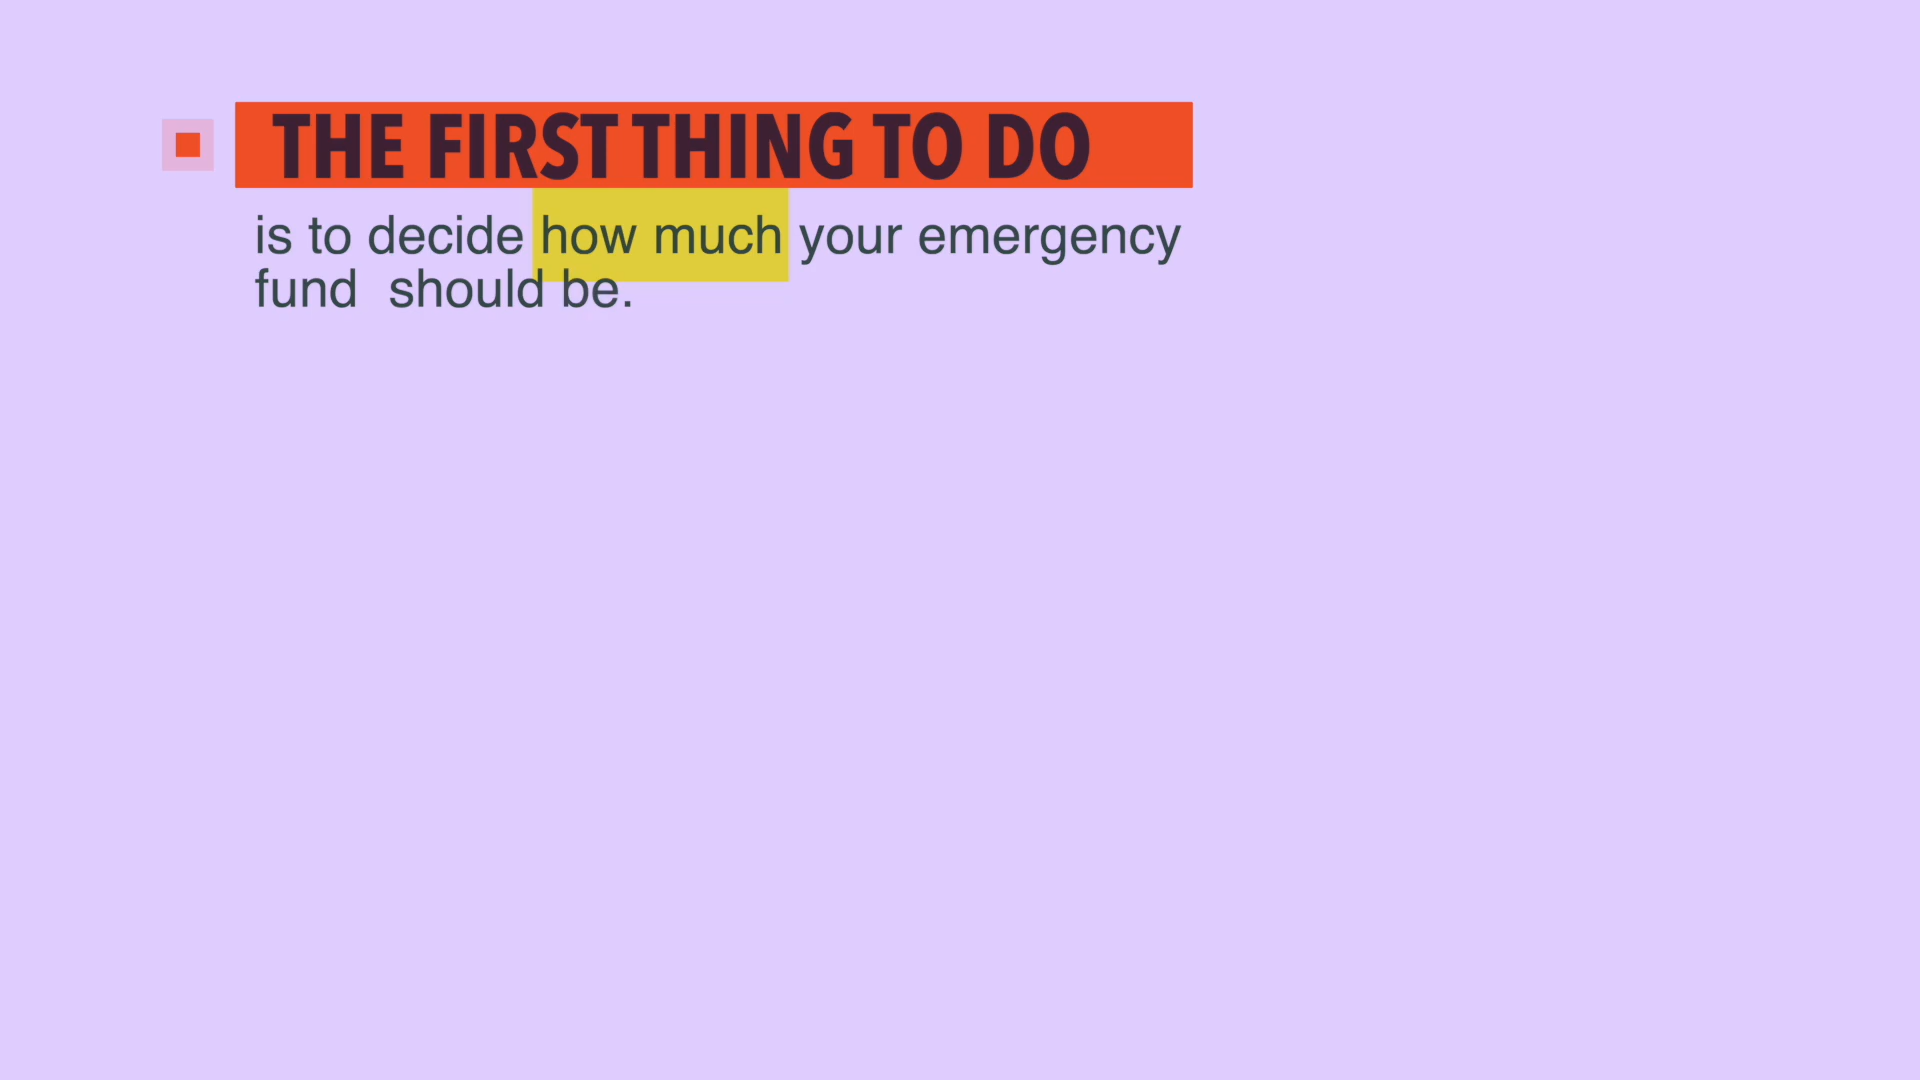 THE FIRST THING TO DO
is to decide how much your emergency
fund  should be.